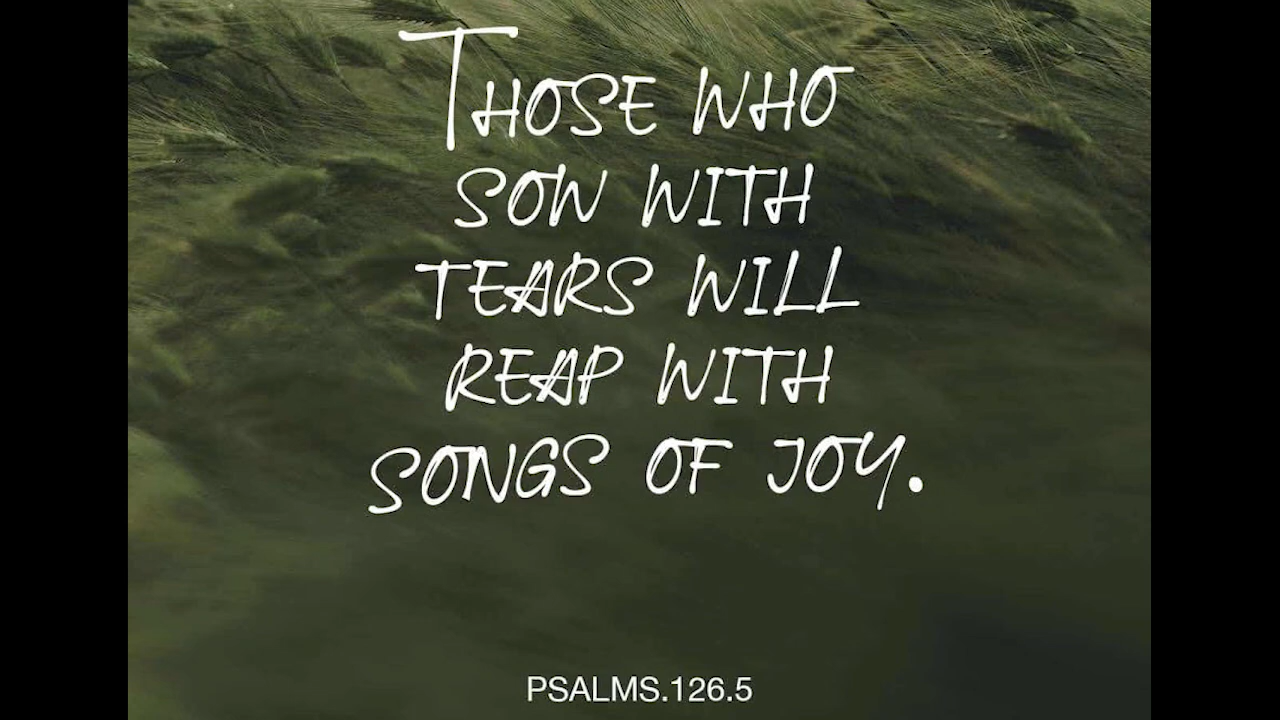 Those who
sow with
tears will
reap with
songs of joy.
PSALMS.126.5